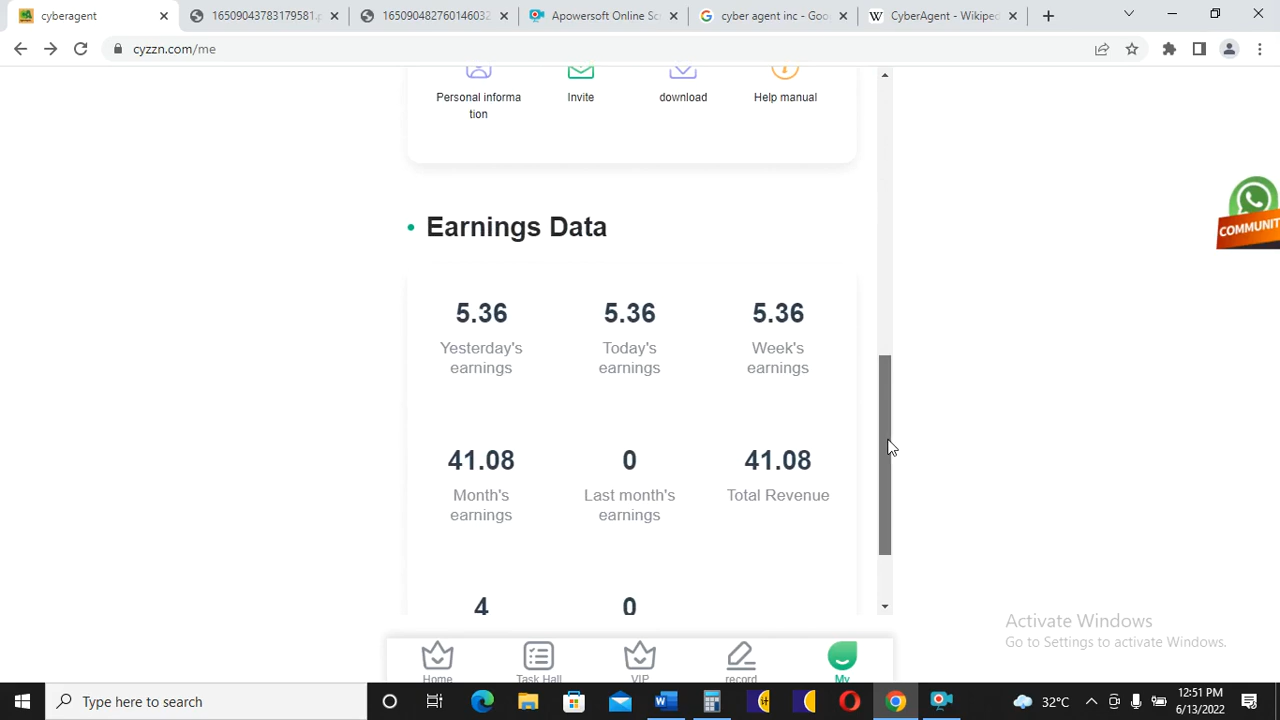 cyberagent
16509043783179581.p
165090482760146032
Apowersoft Online Sc
cyber agent inc - Goo
CyberAgent - Wikiped
cyzzn.com/me
Personal informa
tion
Invite
download
Help manual
COMMUNIT
Earnings Data
5.36
5.36
5.36
Yesterday's
earnings
Today's
earnings
Week's
earnings
41.08
0
41.08
Month's
earnings
Last month's
earnings
Total Revenue
4
0
Activate Windows
Go to Settings to activate Windows.
Home
Task Hall
VIP
record
My
Type here to search
32°C
12:51 PM
6/13/2022